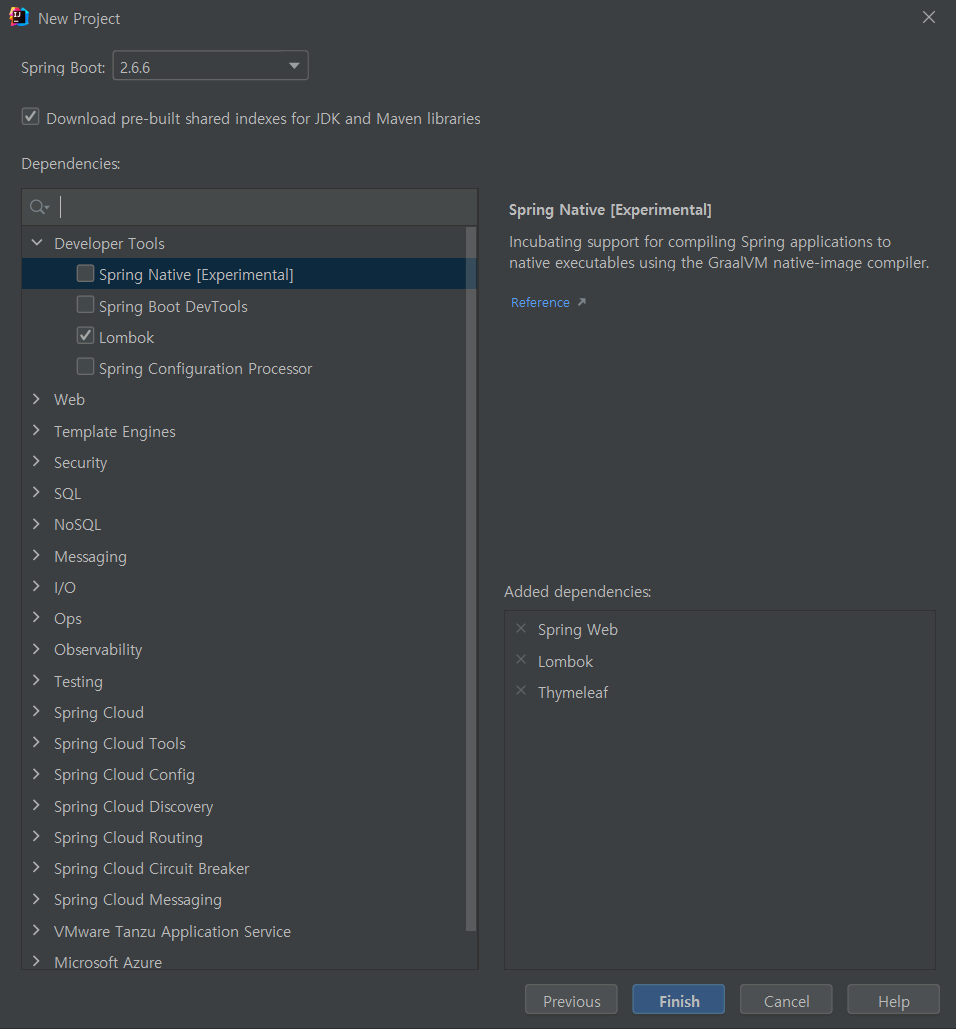 New Project
Spring Boot: 2.6.6
Download pre-built shared indexes for JDK and Maven libraries
Dependencies:
Developer Tools
Spring Native [Experimental]
Spring Boot DevTools
Lombok
Spring Configuration Processor
Web
Template Engines
Security
SQL
NoSQL
Messaging
I/O
Ops
Observability
Testing
Spring Cloud
Spring Cloud Tools
Spring Cloud Config
Spring Cloud Discovery
Spring Cloud Routing
Spring Cloud Circuit Breaker
Spring Cloud Messaging
VMware Tanzu Application Service
Microsoft Azure
Spring Native [Experimental]
Incubating support for compiling Spring applications to
native executables using the GraalVM native-image compiler.
Reference
Added dependencies:
Spring Web
Lombok
Thymeleaf
Previous
Finish
Cancel
Help